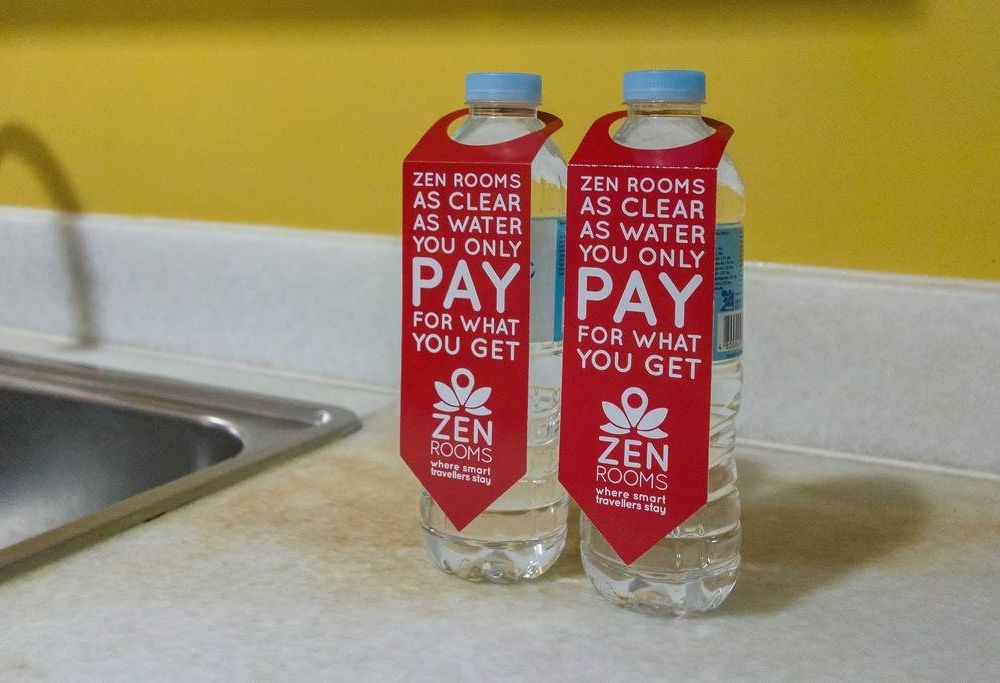 ZEN ROOMS
AS CLEAR
AS WATER
YOU ONLY
PAY
FOR WHAT
YOU GET
ZEN
ROOMS
where smart
travellers stay
ZEN ROOMS
AS CLEAR
AS WATER
YOU ONLY
PAY
FOR WHAT
YOU GET
ZEN
ROOMS
where smart
travellers stay